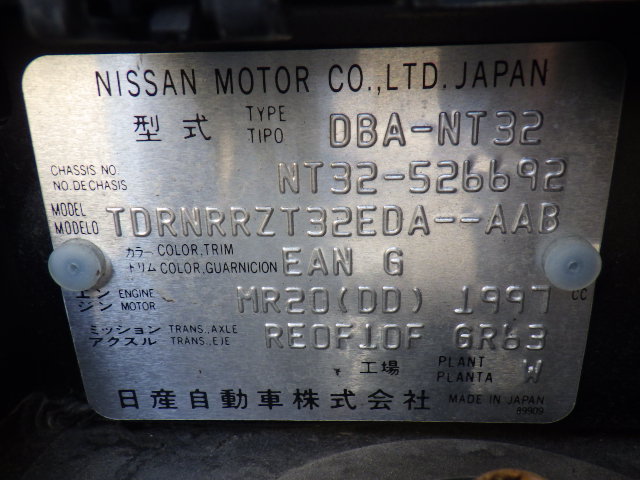 NISSAN MOTOR CO.,LTD. JAPAN
型式 TYPE TIPO DBA-NT32
CHASSIS NO. NO.DE CHASIS NT32-526692
MODEL MODELO TDRNRRZT32EDA--AAB
カラー COLOR,TRIM トリム COLOR,GUARNICION EAN G
エンジン ENGINE MOTOR MR20(DD) 1997 CC
ミッション TRANS.,AXLE アクスル TRANS.,EJE RE0F10F GR63
工場 PLANT PLANTA W
日産自動車株式会社 MADE IN JAPAN
89909